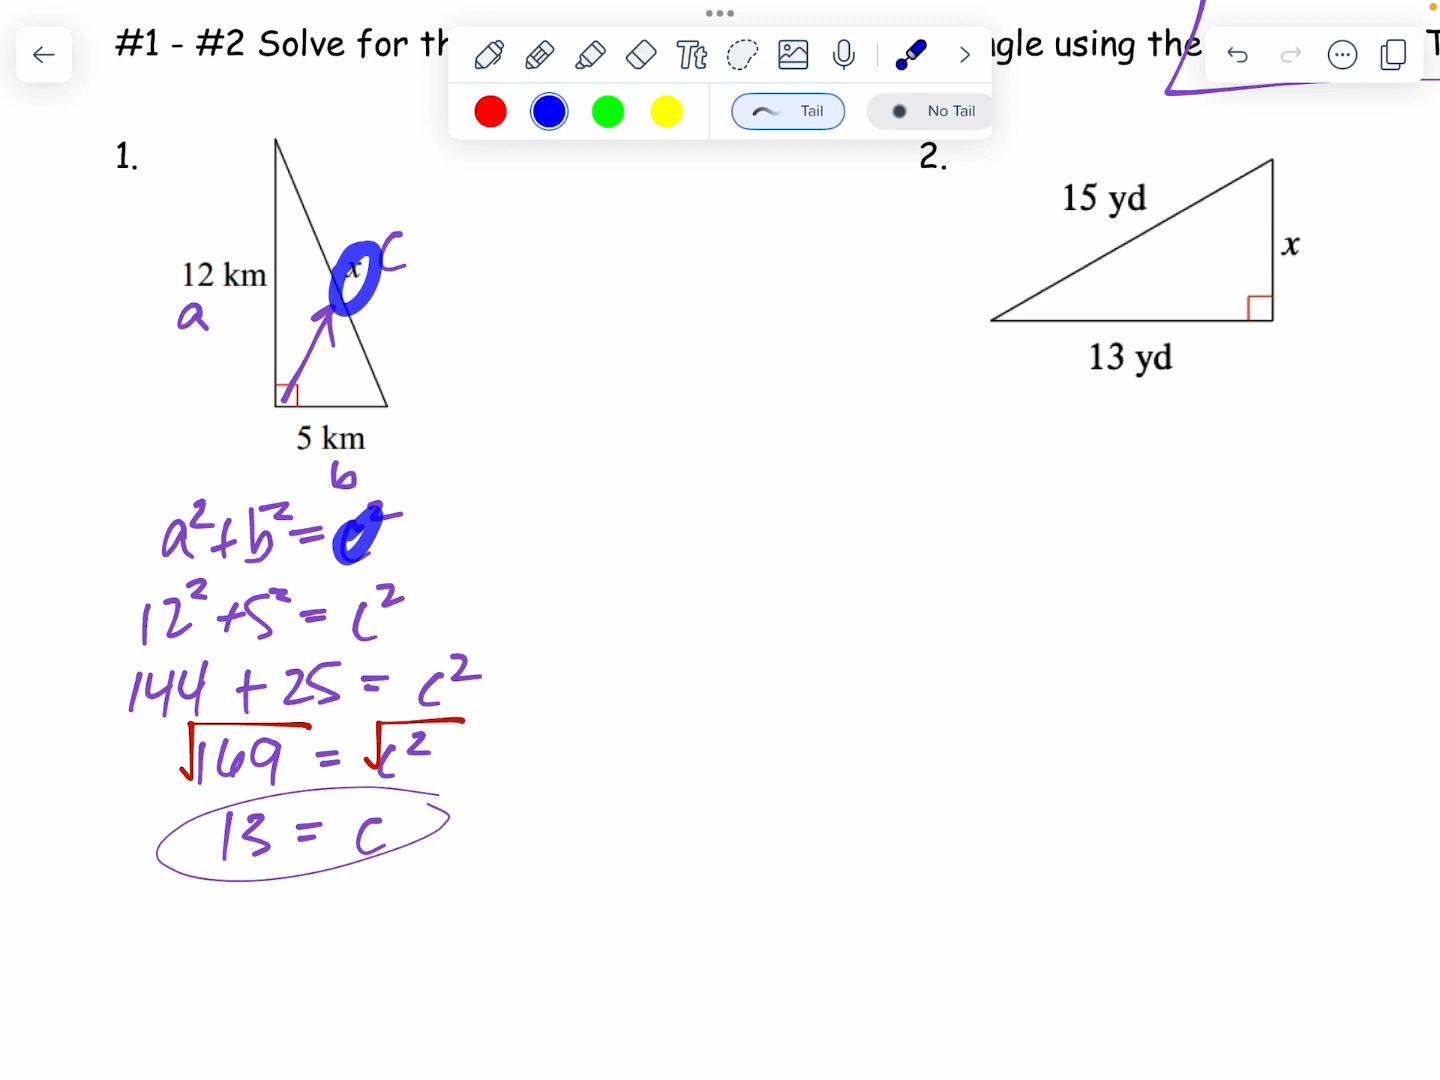 #1 - #2 Solve for th
gle using the
T
Tt
Tail
No Tail
1.
12 km
x
c
a
5 km
b
a²+b²=c²
12²+5²=c²
144+25=c²
√169=√c²
13=c
2.
15 yd
x
13 yd